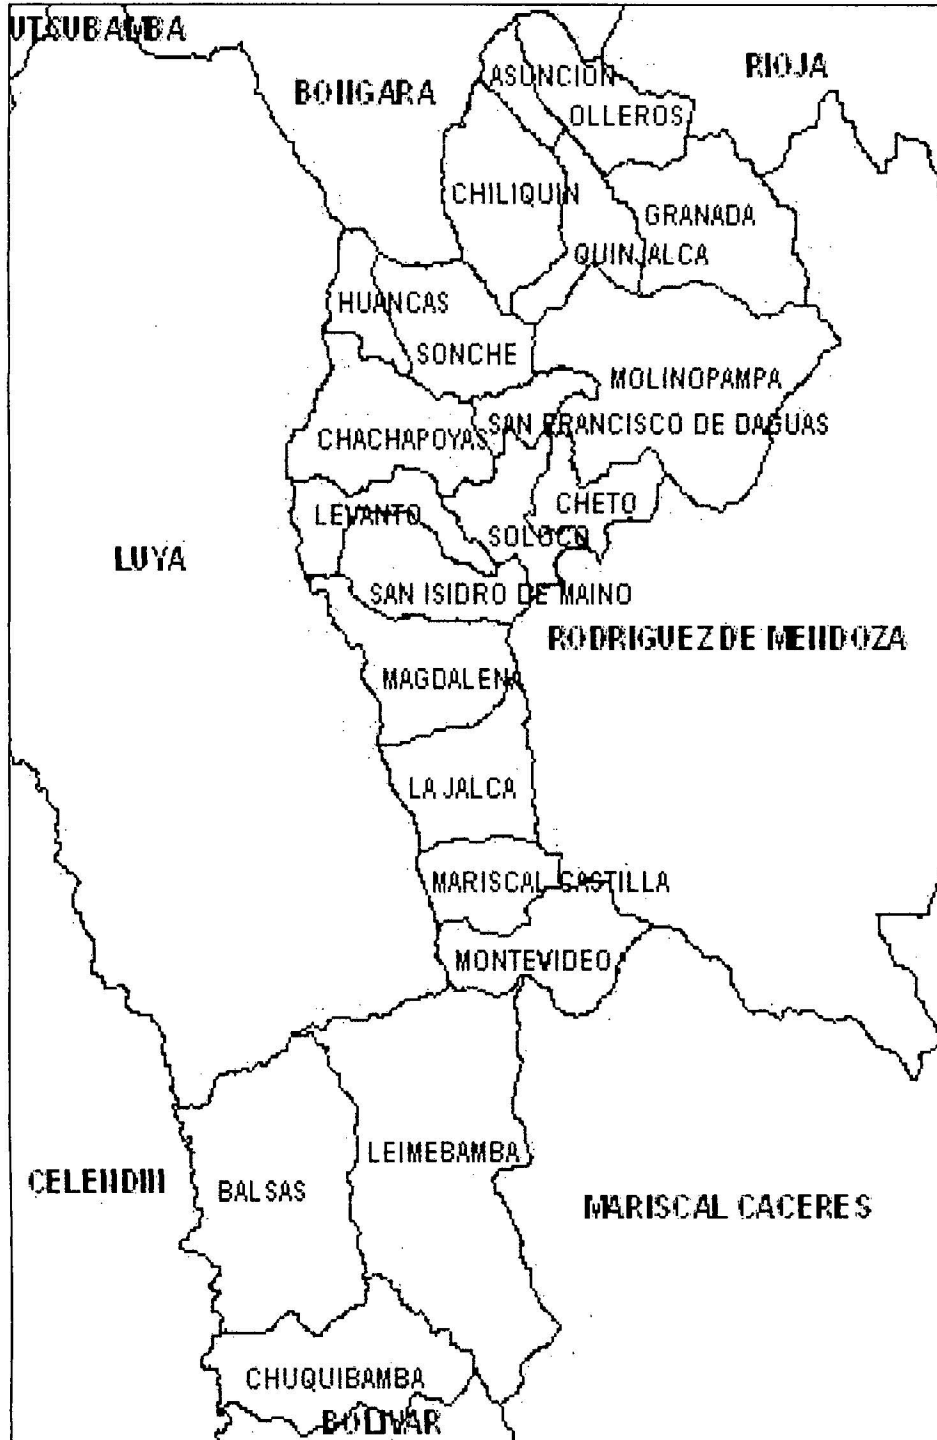 UTCUBAMBA
RIOJA
ASUNCION
BONGARA
OLLEROS
CHILIQUIN
GRANADA
QUINJALCA
HUANCAS
SONCHE
MOLINOPAMPA
SAN FRANCISCO DE DAGUAS
CHACHAPOYAS
CHETO
LEVANTO
SOLOCO
LUYA
SAN ISIDRO DE MAINO
RODRIGUEZ DE MENDOZA
MAGDALENA
LA JALCA
MARISCAL CASTILLA
MONTEVIDEO
LEIMEBAMBA
CELENDIN
BALSAS
MARISCAL CACERES
CHUQUIBAMBA
BOLIVAR